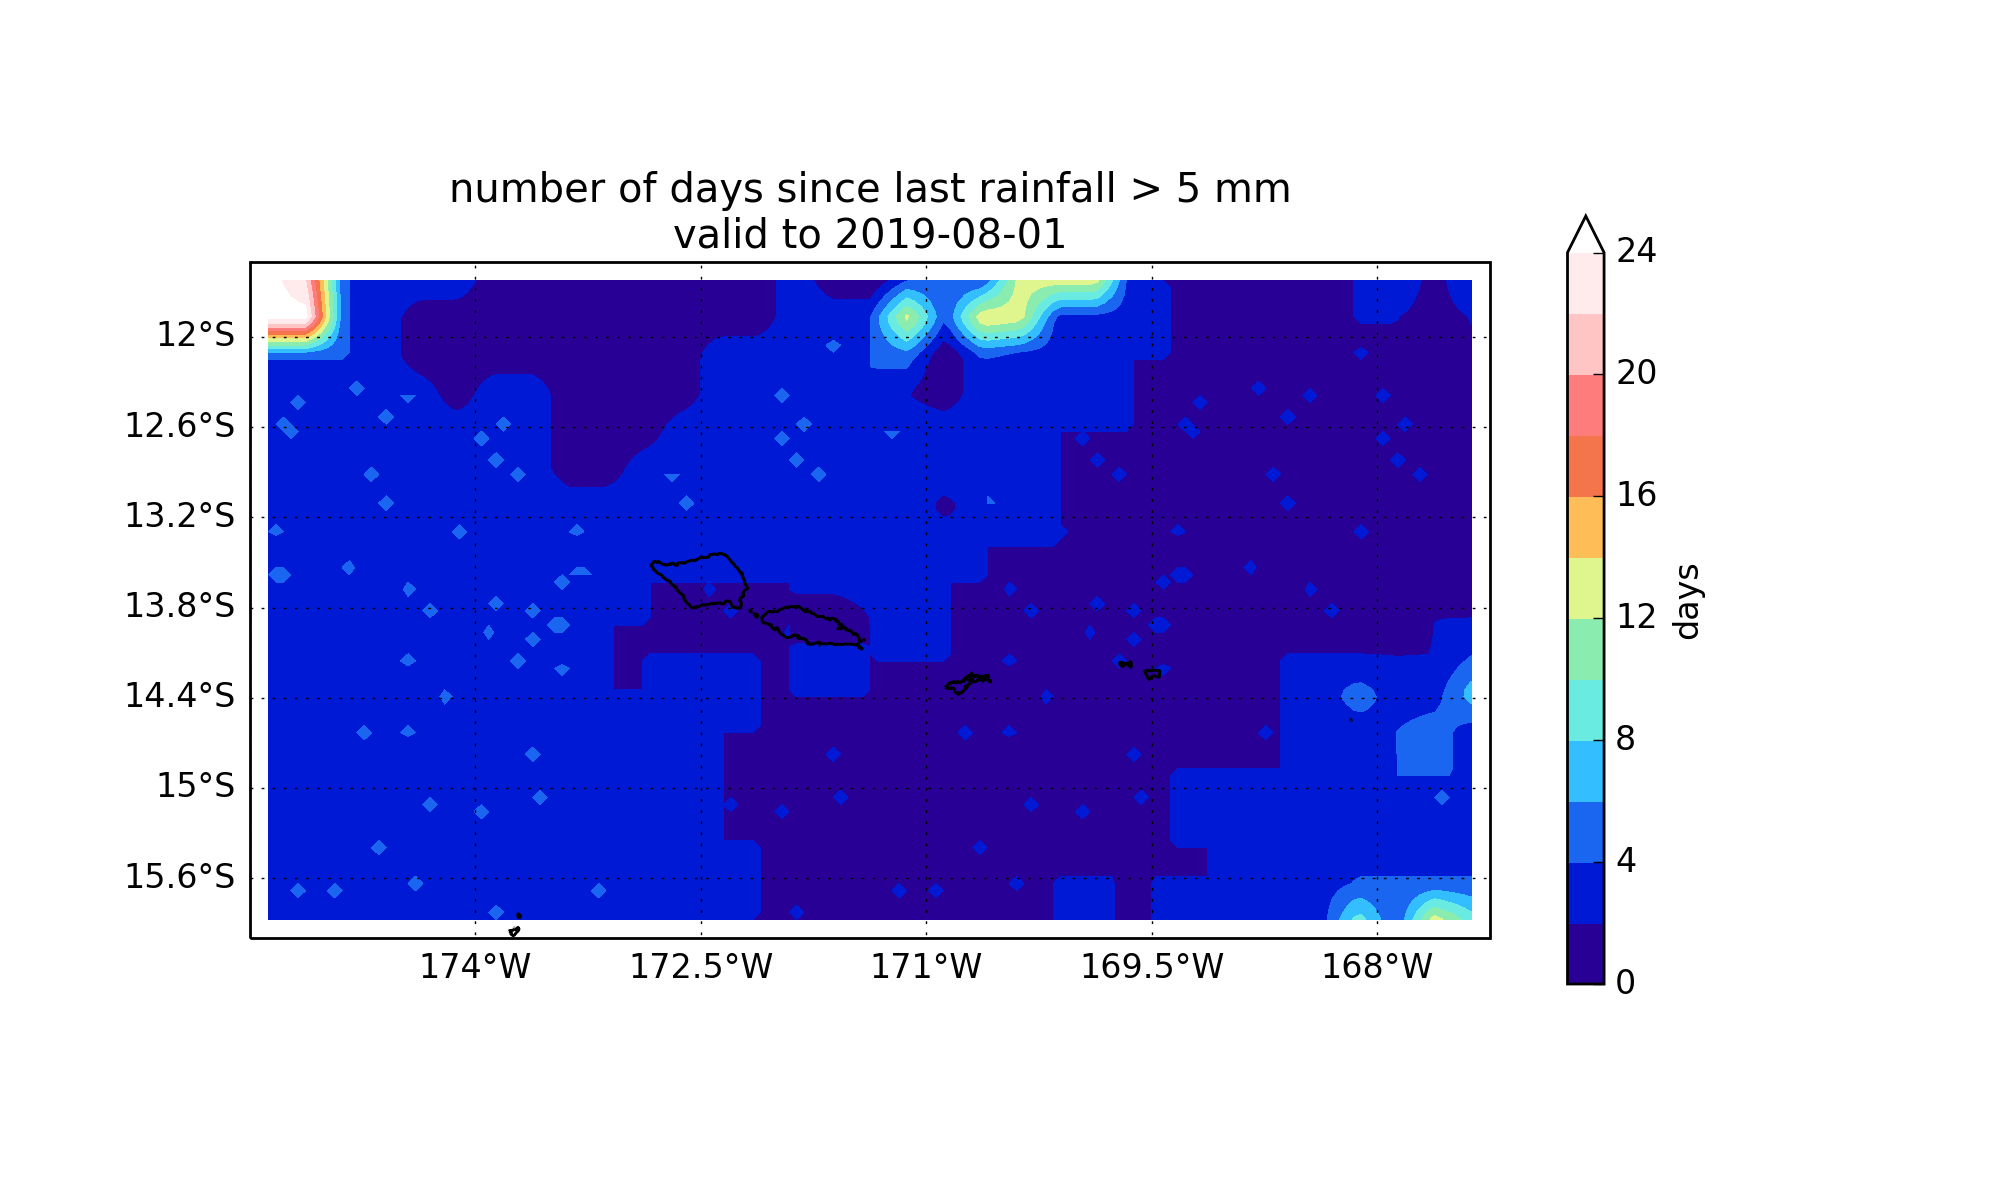 number of days since last rainfall > 5 mm
valid to 2019-08-01
12°S
12.6°S
13.2°S
13.8°S
14.4°S
15°S
15.6°S
174°W
172.5°W
171°W
169.5°W
168°W
24
20
16
12
8
4
0
days